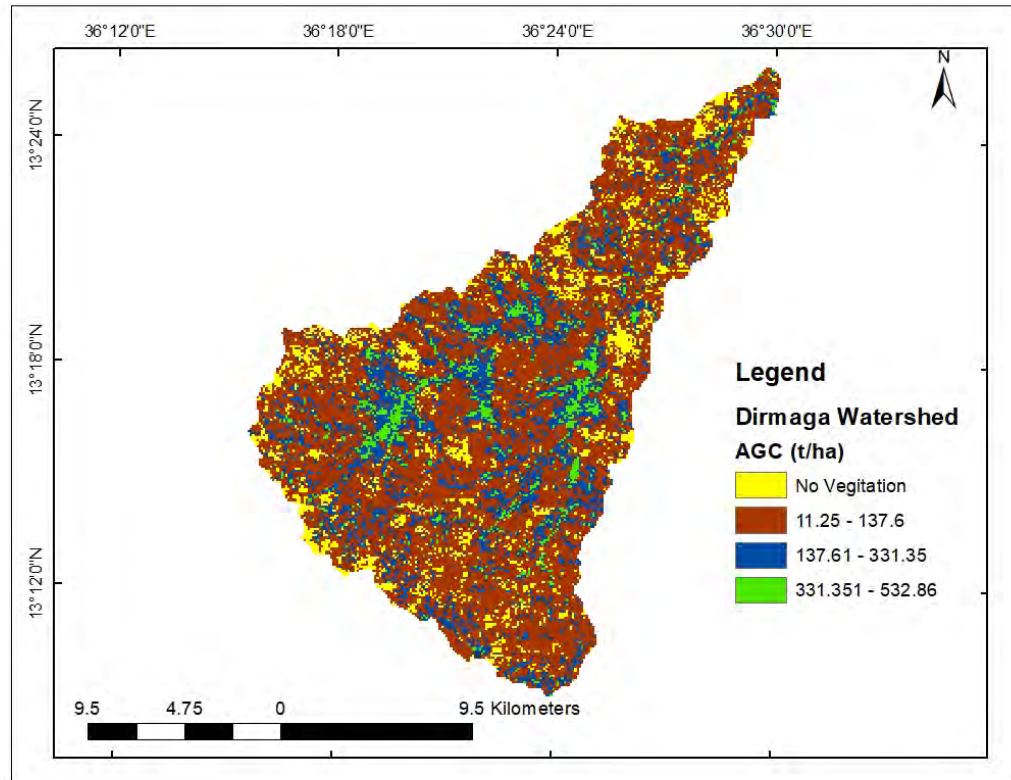 36°12'0"E 36°18'0"E 36°24'0"E 36°30'0"E
N
13°24'0"N
13°18'0"N
13°12'0"N
Legend
Dirmaga Watershed
AGC (t/ha)
No Vegitation
11.25 - 137.6
137.61 - 331.35
331.351 - 532.86
9.5 4.75 0 9.5 Kilometers